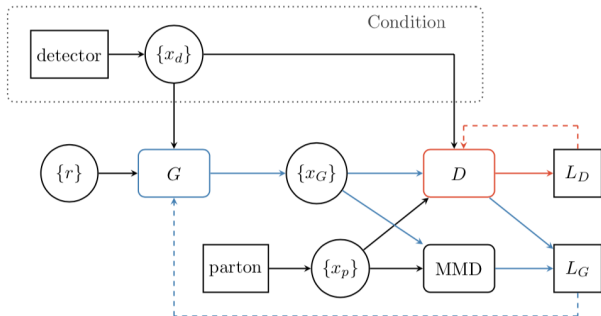 Condition
detector
{x_d}
{r}
G
{x_G}
D
L_D
parton
{x_p}
MMD
L_G